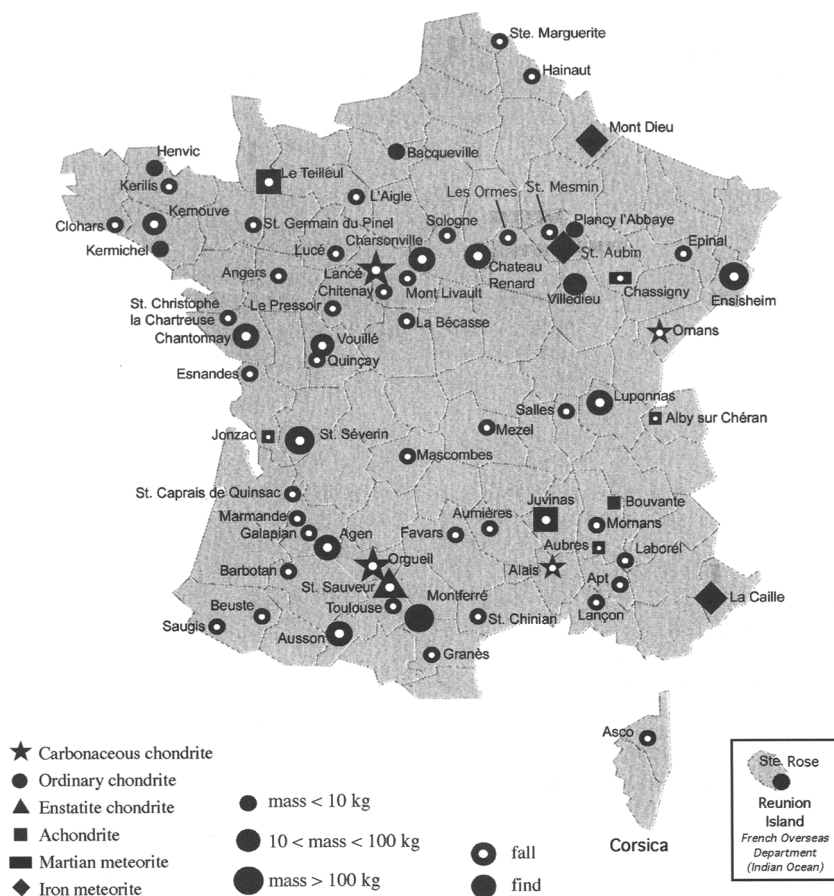 Ste. Marguerite
Hainaut
Mont Dieu
Henvic
Bacqueville
Le Teilleul
Kerilis
L'Aigle
Les Ormes
St. Mesmin
Clohars
Kernouve
St. Germain du Pinel
Sologne
Plancy l'Abbaye
Kermichel
Lucé
Charsonville
St. Aubin
Epinal
Angers
Lancé
Chateau
Renard
Chitenay
Mont Livault
Villedieu
Chassigny
Ensisheim
St. Christophe
la Chartreuse
Le Pressoir
La Bécasse
Chantonnay
Vouillé
Ornans
Quinçay
Esnandes
Luponnas
Salles
Alby sur Chéran
Jonzac
St. Séverin
Mezel
Mascombes
St. Caprais de Quinsac
Juvinas
Bouvante
Marmande
Aumières
Mornans
Galapian
Agen
Favars
Aubres
Laborel
Orgueil
Alais
Barbotan
St. Sauveur
Apt
La Caille
Toulouse
Montferré
Beuste
St. Chinian
Lançon
Saugis
Ausson
Granès
Asco
Corsica
Ste. Rose
Reunion
Island
French Overseas
Department
(Indian Ocean)
Carbonaceous chondrite
Ordinary chondrite
Enstatite chondrite
Achondrite
Martian meteorite
Iron meteorite
mass < 10 kg
10 < mass < 100 kg
mass > 100 kg
fall
find